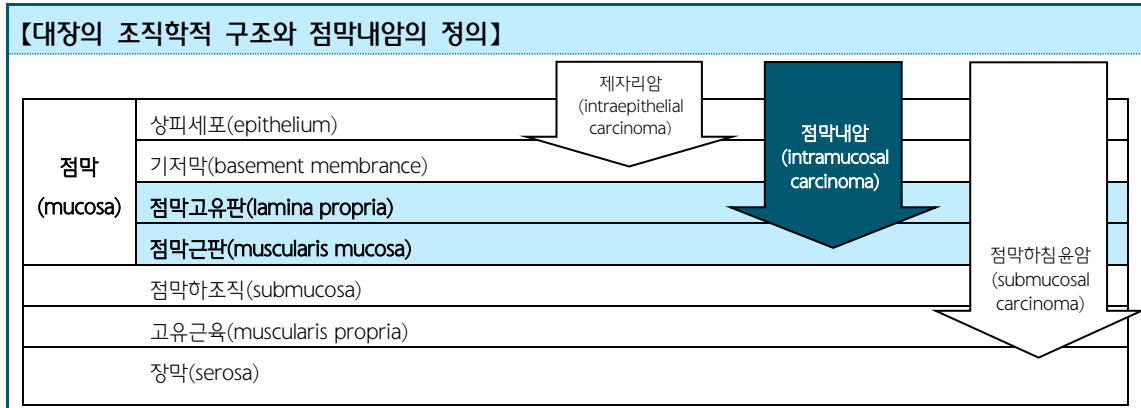 【대장의 조직학적 구조와 점막내암의 정의】
제자리암
(intraepithelial
carcinoma)
점막내암
(intramucosal
carcinoma)
점막하침윤암
(submucosal
carcinoma)
점막
(mucosa)
상피세포(epithelium)
기저막(basement membrance)
점막고유판(lamina propria)
점막근판(muscularis mucosa)
점막하조직(submucosa)
고유근육(muscularis propria)
장막(serosa)